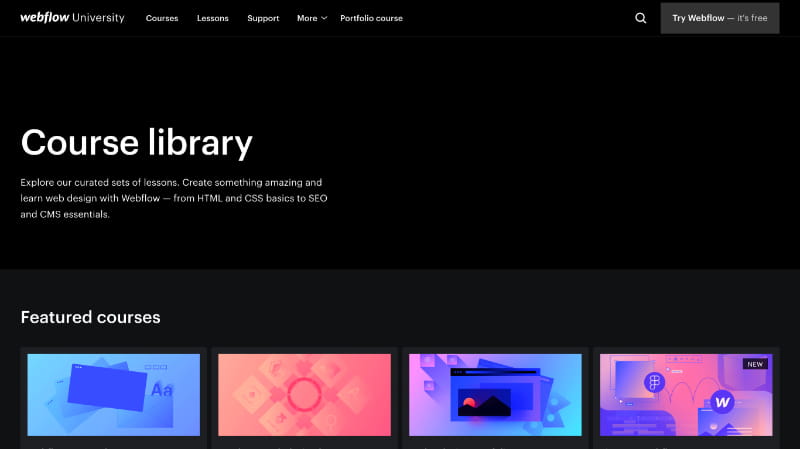 webflow University
Courses
Lessons
Support
More
Portfolio course
Try Webflow — it's free
Course library
Explore our curated sets of lessons. Create something amazing and
learn web design with Webflow — from HTML and CSS basics to SEO
and CMS essentials.
Featured courses
Aa
NEW
W